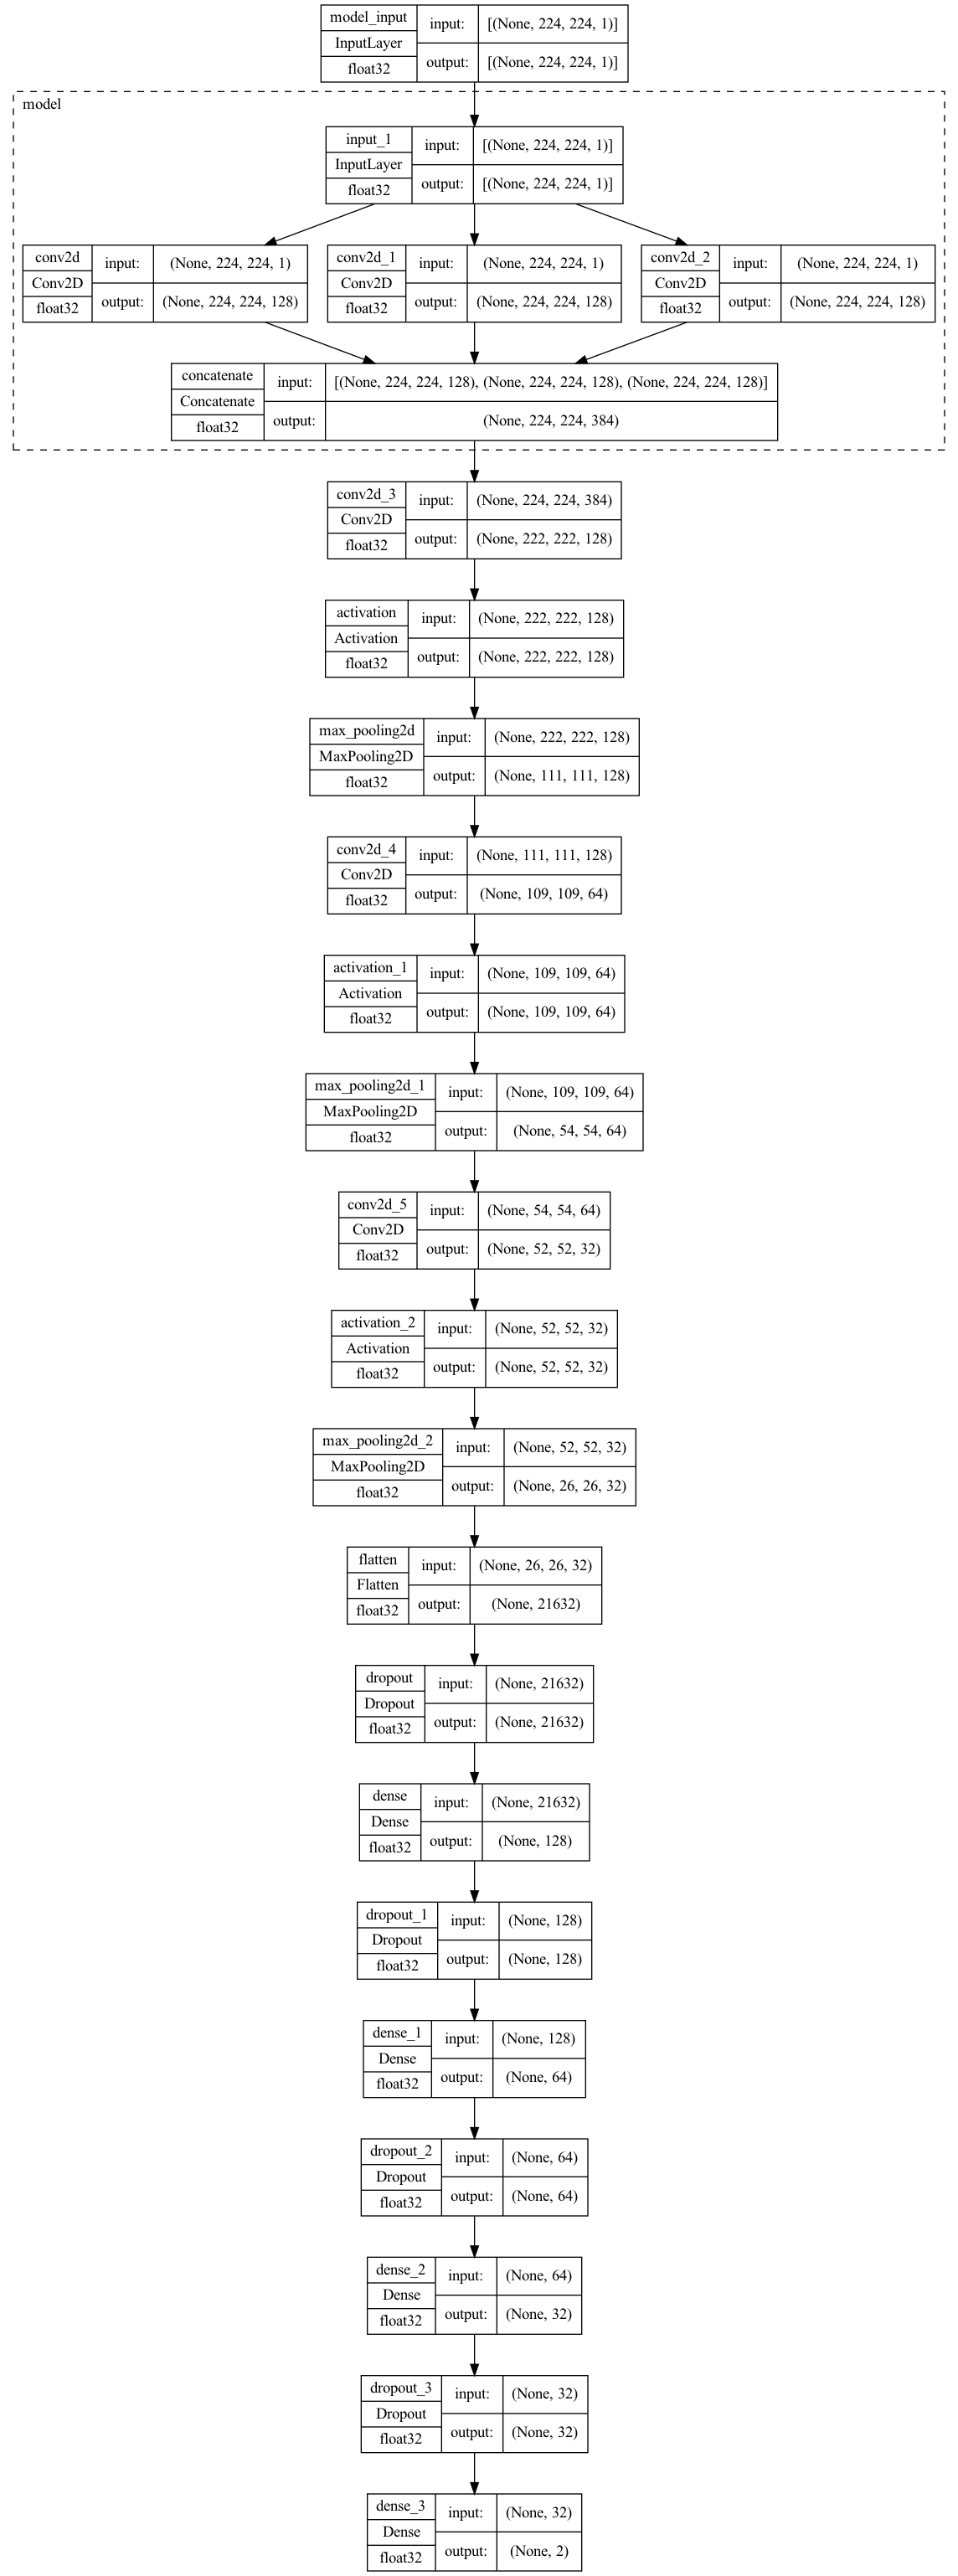 model_input
InputLayer
float32
input:
[(None, 224, 224, 1)]
output:
[(None, 224, 224, 1)]
model
input_1
InputLayer
float32
input:
[(None, 224, 224, 1)]
output:
[(None, 224, 224, 1)]
conv2d
Conv2D
float32
input:
(None, 224, 224, 1)
output:
(None, 224, 224, 128)
conv2d_1
Conv2D
float32
input:
(None, 224, 224, 1)
output:
(None, 224, 224, 128)
conv2d_2
Conv2D
float32
input:
(None, 224, 224, 1)
output:
(None, 224, 224, 128)
concatenate
Concatenate
float32
input:
[(None, 224, 224, 128), (None, 224, 224, 128), (None, 224, 224, 128)]
output:
(None, 224, 224, 384)
conv2d_3
Conv2D
float32
input:
(None, 224, 224, 384)
output:
(None, 222, 222, 128)
activation
Activation
float32
input:
(None, 222, 222, 128)
output:
(None, 222, 222, 128)
max_pooling2d
MaxPooling2D
float32
input:
(None, 222, 222, 128)
output:
(None, 111, 111, 128)
conv2d_4
Conv2D
float32
input:
(None, 111, 111, 128)
output:
(None, 109, 109, 64)
activation_1
Activation
float32
input:
(None, 109, 109, 64)
output:
(None, 109, 109, 64)
max_pooling2d_1
MaxPooling2D
float32
input:
(None, 109, 109, 64)
output:
(None, 54, 54, 64)
conv2d_5
Conv2D
float32
input:
(None, 54, 54, 64)
output:
(None, 52, 52, 32)
activation_2
Activation
float32
input:
(None, 52, 52, 32)
output:
(None, 52, 52, 32)
max_pooling2d_2
MaxPooling2D
float32
input:
(None, 52, 52, 32)
output:
(None, 26, 26, 32)
flatten
Flatten
float32
input:
(None, 26, 26, 32)
output:
(None, 21632)
dropout
Dropout
float32
input:
(None, 21632)
output:
(None, 21632)
dense
Dense
float32
input:
(None, 21632)
output:
(None, 128)
dropout_1
Dropout
float32
input:
(None, 128)
output:
(None, 128)
dense_1
Dense
float32
input:
(None, 128)
output:
(None, 64)
dropout_2
Dropout
float32
input:
(None, 64)
output:
(None, 64)
dense_2
Dense
float32
input:
(None, 64)
output:
(None, 32)
dropout_3
Dropout
float32
input:
(None, 32)
output:
(None, 32)
dense_3
Dense
float32
input:
(None, 32)
output:
(None, 2)